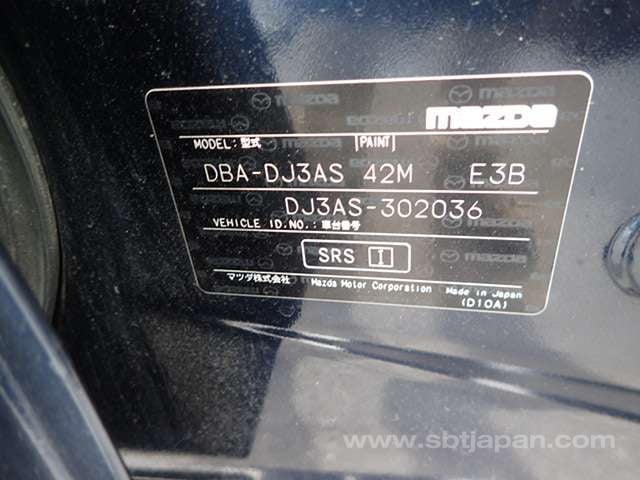 mazda
MODEL:型式 PAINT
DBA-DJ3AS 42M E3B
DJ3AS-302036
VEHICLE ID.NO.:車台番号
SRS I
マツダ株式会社 Mazda Motor Corporation Made in Japan
(D10A)
www.sbtjapan.com